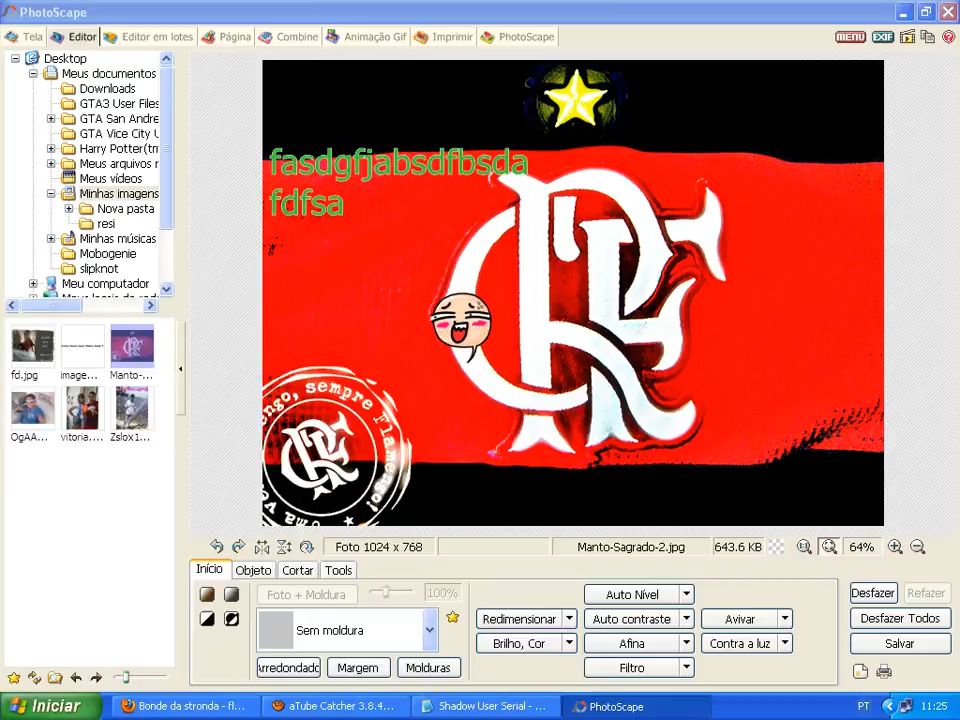 PhotoScape
Tela Editor Editor em lotes Página Combine Animação Gif Imprimir PhotoScape MENU EXIF
Desktop
Meus documentos
Downloads
GTA3 User Files
GTA San Andre
GTA Vice City U
Harry Potter(tm
Meus arquivos r
Meus vídeos
Minhas imagens
Nova pasta
resi
Minhas músicas
Mobogenie
slipknot
Meu computador
fd.jpg image... Manto-...
OgAA... vitoria.... Zslox1...
fasdgfjabsdfbsda
fdfsa
engo, sempre Flamengo!
Foto 1024 x 768 Manto-Sagrado-2.jpg 643.6 KB 64%
Início Objeto Cortar Tools
Foto + Moldura 100%
Sem moldura
Arredondado Margem Molduras
Auto Nível
Redimensionar Auto contraste Avivar
Brilho, Cor Afina Contra a luz
Filtro
Desfazer Refazer
Desfazer Todos
Salvar
Iniciar Bonde da stronda - fl... aTube Catcher 3.8.4... Shadow User Serial - ... PhotoScape PT 11:25